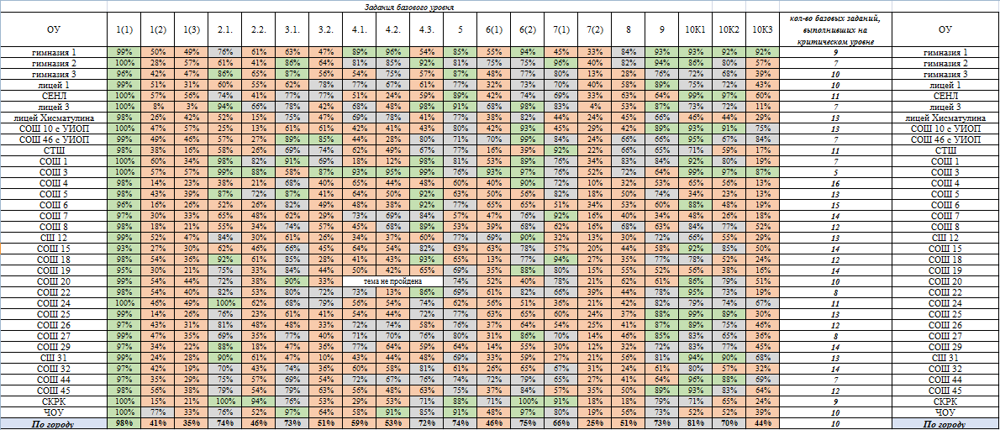 Задания базового уровня
ОУ 1(1) 1(2) 1(3) 2.1. 2.2. 3.1. 3.2. 4.1. 4.2. 4.3. 5 6(1) 6(2) 7(1) 7(2) 8 9 10К1 10К2 10К3 кол-во базовых заданий, выполнивших на критическом уровне ОУ
гимназия 1 99% 50% 49% 76% 61% 63% 47% 89% 96% 54% 85% 55% 94% 45% 33% 84% 93% 93% 92% 92% 9 гимназия 1
гимназия 2 100% 28% 57% 61% 41% 86% 64% 81% 85% 92% 81% 75% 75% 96% 40% 82% 94% 86% 80% 57% 7 гимназия 2
гимназия 3 96% 42% 47% 86% 65% 87% 56% 54% 75% 57% 87% 48% 77% 80% 13% 28% 76% 72% 68% 39% 10 гимназия 3
лицей 1 99% 51% 31% 60% 55% 62% 78% 77% 67% 61% 77% 32% 73% 70% 40% 58% 89% 75% 72% 43% 10 лицей 1
СЕНЛ 100% 57% 56% 74% 41% 77% 77% 51% 24% 59% 89% 42% 74% 69% 33% 63% 64% 99% 97% 60% 11 СЕНЛ
лицей 3 100% 8% 3% 94% 66% 78% 42% 68% 48% 98% 91% 68% 98% 83% 4% 53% 87% 73% 72% 11% 7 лицей 3
лицей Хисматулина 98% 26% 42% 52% 15% 75% 47% 69% 78% 41% 77% 38% 82% 44% 24% 45% 66% 46% 44% 29% 13 лицей Хисматулина
СОШ 10 с УИОП 100% 47% 57% 25% 13% 61% 61% 42% 41% 43% 80% 42% 93% 45% 29% 42% 89% 93% 91% 75% 13 СОШ 10 с УИОП
СОШ 46 с УИОП 99% 49% 46% 57% 27% 89% 85% 44% 28% 80% 71% 70% 99% 84% 24% 66% 66% 95% 67% 84% 7 СОШ 46 с УИОП
СТШ 98% 38% 16% 58% 26% 69% 74% 62% 49% 67% 77% 16% 39% 92% 22% 66% 65% 71% 59% 17% 11 СТШ
СОШ 1 100% 60% 34% 98% 82% 91% 69% 18% 12% 98% 81% 53% 89% 76% 34% 83% 84% 92% 80% 19% 7 СОШ 1
СОШ 3 100% 57% 57% 99% 88% 58% 87% 93% 95% 99% 76% 93% 97% 76% 52% 72% 64% 99% 97% 87% 5 СОШ 3
СОШ 4 98% 14% 23% 38% 21% 68% 40% 65% 44% 48% 60% 40% 90% 72% 10% 32% 53% 65% 56% 13% 16 СОШ 4
СОШ 5 98% 43% 39% 87% 72% 87% 41% 64% 50% 92% 63% 50% 56% 82% 18% 50% 74% 34% 23% 13% 13 СОШ 5
СОШ 6 96% 16% 26% 52% 26% 82% 49% 48% 38% 92% 77% 65% 65% 51% 34% 53% 60% 88% 48% 19% 15 СОШ 6
СОШ 7 97% 30% 33% 65% 48% 62% 29% 73% 69% 84% 57% 47% 76% 92% 16% 40% 34% 48% 26% 18% 14 СОШ 7
СОШ 8 98% 18% 21% 55% 34% 74% 57% 45% 68% 89% 53% 39% 68% 62% 16% 68% 63% 84% 77% 52% 12 СОШ 8
СШ 12 99% 52% 47% 84% 30% 61% 26% 34% 37% 60% 77% 69% 90% 32% 13% 30% 72% 66% 55% 29% 13 СШ 12
СОШ 15 93% 27% 30% 62% 46% 66% 45% 64% 54% 82% 63% 63% 78% 57% 20% 44% 58% 92% 85% 50% 14 СОШ 15
СОШ 18 98% 54% 36% 92% 61% 85% 28% 41% 43% 93% 65% 13% 77% 94% 27% 35% 77% 78% 52% 24% 12 СОШ 18
СОШ 19 95% 30% 21% 75% 33% 84% 44% 50% 42% 65% 69% 35% 88% 80% 15% 55% 52% 56% 38% 16% 14 СОШ 19
СОШ 20 99% 54% 44% 72% 38% 90% 33% тема не пройдена 74% 52% 40% 78% 21% 62% 61% 86% 79% 51% 10 СОШ 20
СОШ 22 98% 54% 40% 82% 53% 80% 72% 73% 13% 86% 69% 61% 82% 66% 39% 44% 78% 95% 73% 19% 8 СОШ 22
СОШ 24 100% 46% 49% 100% 62% 68% 79% 56% 54% 74% 62% 56% 51% 36% 21% 42% 82% 79% 74% 67% 11 СОШ 24
СОШ 25 99% 14% 26% 76% 23% 61% 41% 54% 44% 72% 77% 63% 65% 60% 24% 37% 88% 99% 89% 30% 13 СОШ 25
СОШ 26 97% 43% 31% 81% 48% 48% 33% 72% 74% 58% 76% 37% 64% 54% 25% 41% 87% 89% 75% 46% 12 СОШ 26
СОШ 27 99% 47% 35% 69% 35% 77% 40% 71% 70% 76% 80% 31% 86% 70% 14% 46% 85% 83% 65% 36% 8 СОШ 27
СОШ 29 97% 34% 22% 88% 18% 47% 36% 77% 64% 59% 64% 14% 55% 30% 12% 32% 72% 83% 77% 45% 14 СОШ 29
СШ 31 99% 24% 28% 90% 61% 47% 10% 43% 44% 48% 69% 33% 59% 27% 21% 56% 81% 94% 90% 68% 13 СШ 31
СОШ 32 97% 42% 19% 70% 43% 74% 36% 60% 58% 81% 61% 26% 65% 67% 31% 24% 61% 80% 57% 32% 14 СОШ 32
СОШ 44 97% 35% 29% 75% 57% 69% 54% 72% 67% 76% 74% 72% 79% 65% 27% 41% 64% 96% 88% 69% 7 СОШ 44
СОШ 45 98% 56% 38% 79% 54% 79% 63% 56% 48% 63% 75% 37% 84% 57% 35% 50% 89% 93% 83% 64% 12 СОШ 45
СКРК 100% 15% 21% 100% 94% 76% 53% 29% 53% 71% 88% 71% 100% 91% 18% 18% 79% 71% 65% 24% 9 СКРК
ЧОУ 100% 77% 33% 76% 52% 97% 64% 58% 91% 85% 91% 48% 97% 80% 19% 56% 73% 52% 52% 39% 10 ЧОУ
По городу 98% 41% 35% 74% 46% 73% 51% 59% 53% 72% 74% 46% 75% 66% 25% 51% 73% 81% 70% 44% 10 По городу